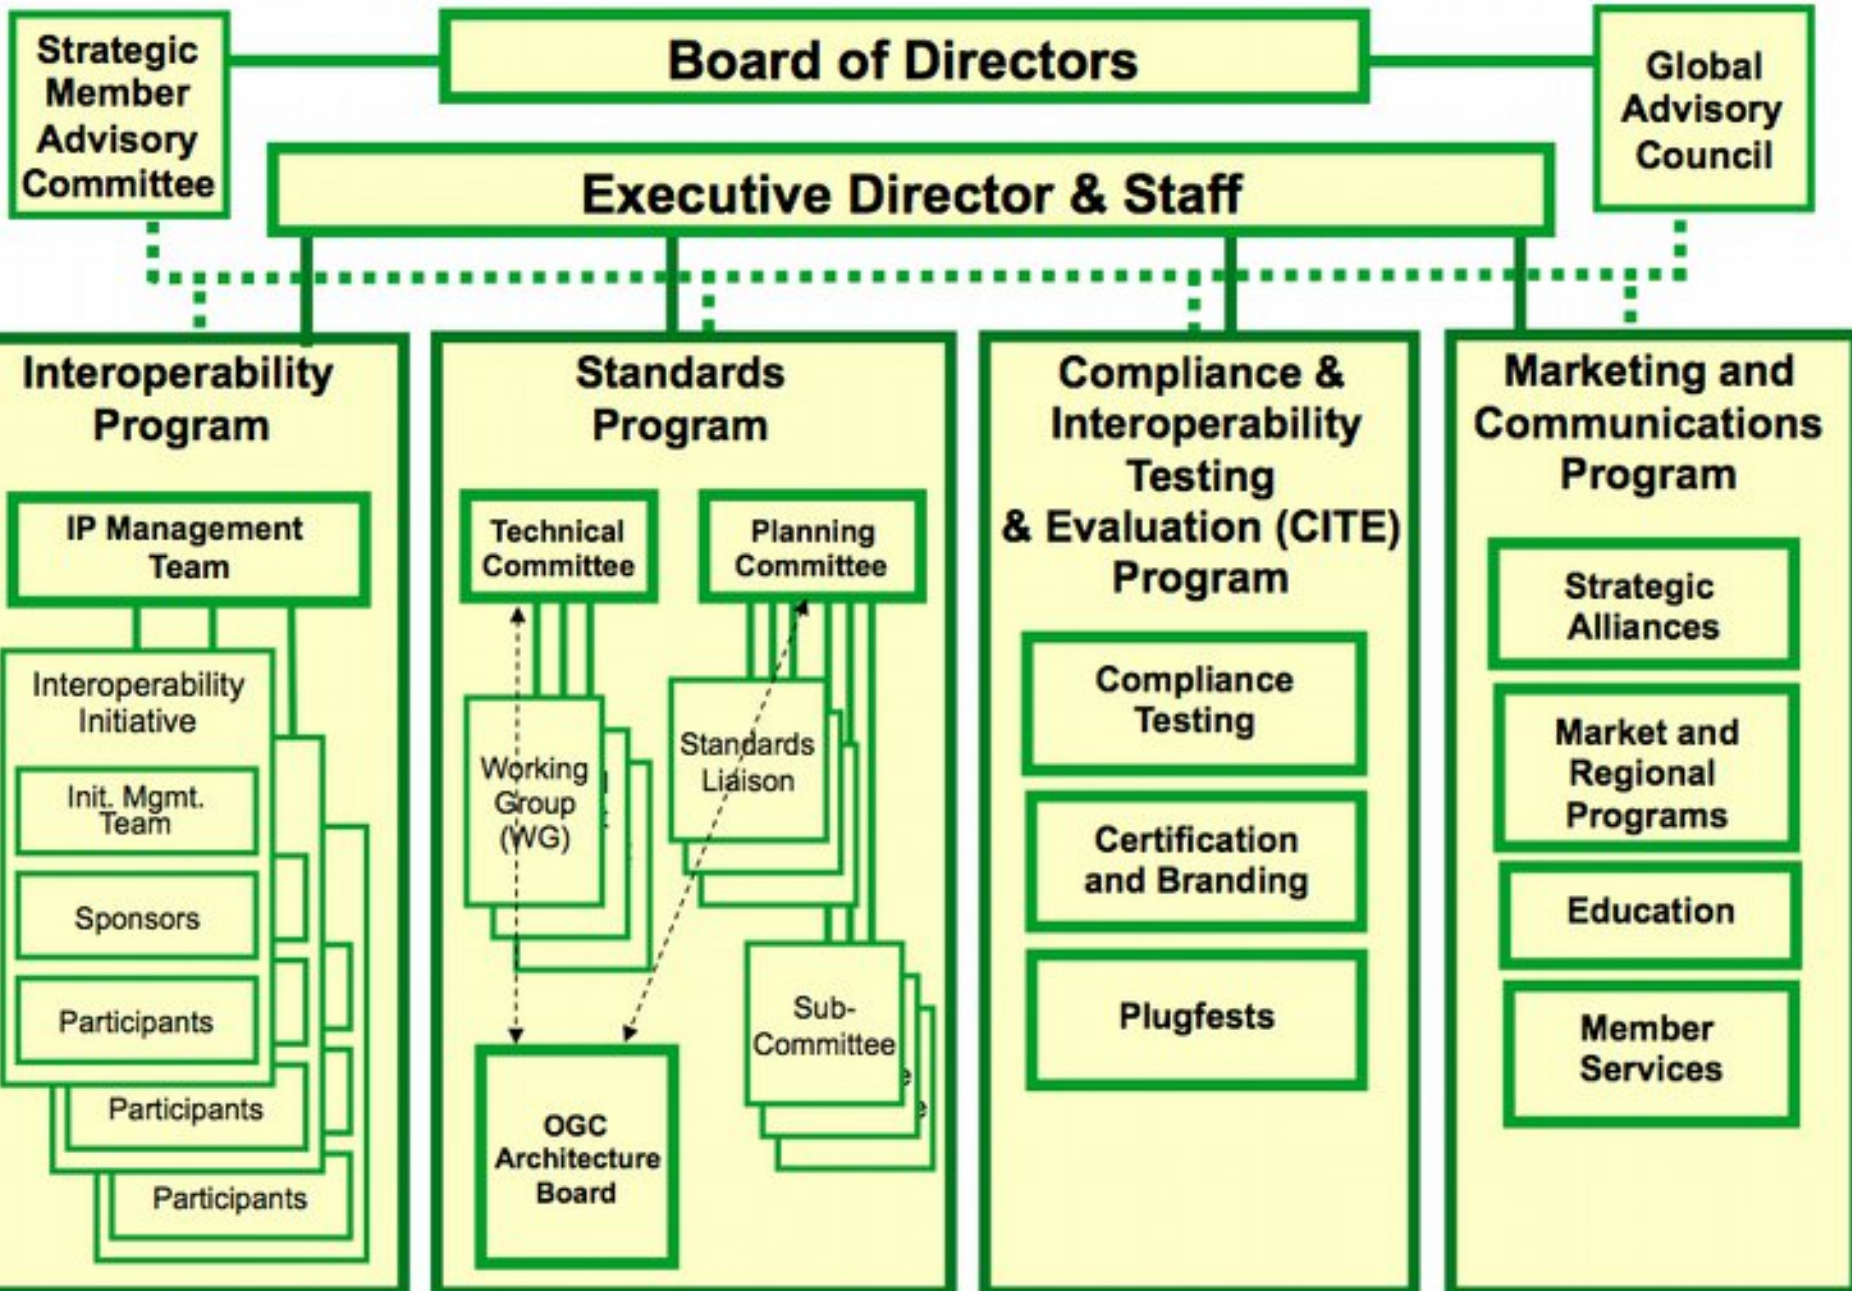 Strategic
Member
Advisory
Committee
Board of Directors
Global
Advisory
Council
Executive Director & Staff
Interoperability
Program
IP Management
Team
Interoperability
Initiative
Init. Mgmt.
Team
Sponsors
Participants
Participants
Participants
Standards
Program
Technical
Committee
Planning
Committee
Working
Group
(WG)
Standards
Liaison
Sub-
Committee
OGC
Architecture
Board
Compliance &
Interoperability
Testing
& Evaluation (CITE)
Program
Compliance
Testing
Certification
and Branding
Plugfests
Marketing and
Communications
Program
Strategic
Alliances
Market and
Regional
Programs
Education
Member
Services